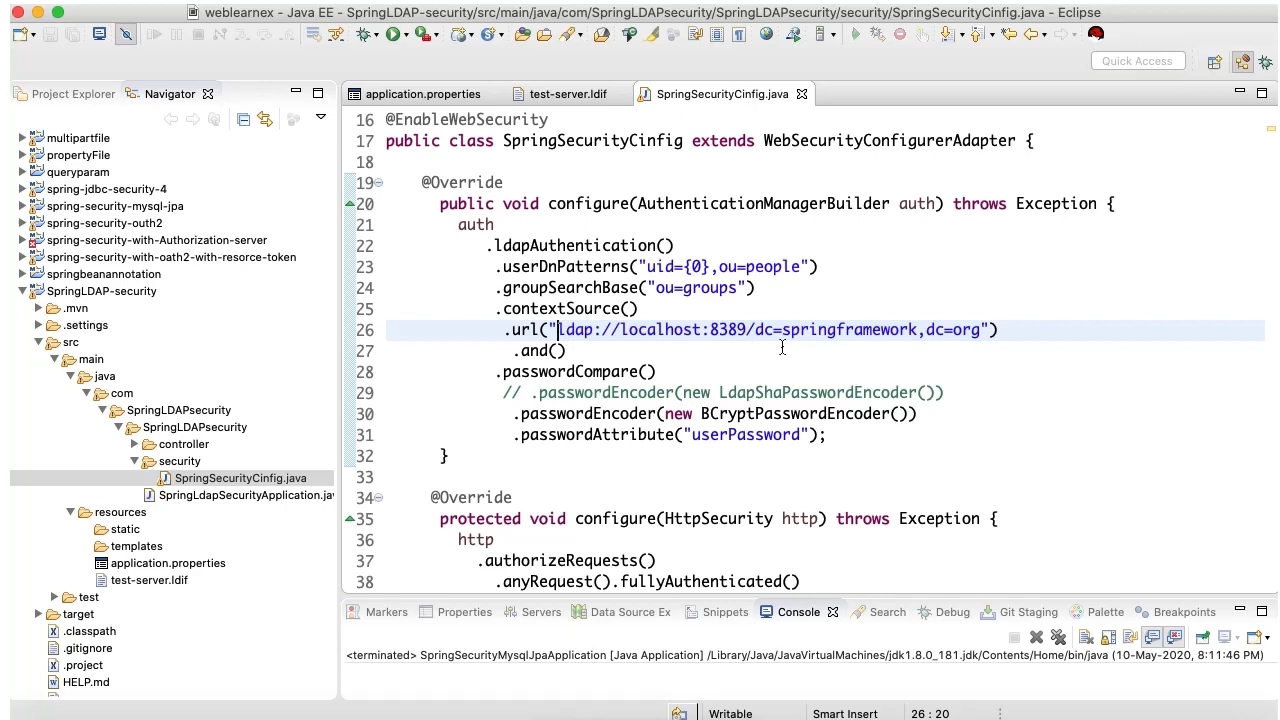 weblearnex - Java EE - SpringLDAP-security/src/main/java/com/SpringLDAPsecurity/SpringLDAPsecurity/security/SpringSecurityCinfig.java - Eclipse
Quick Access
Project Explorer
Navigator
multipartfile
propertyFile
queryparam
spring-jdbc-security-4
spring-security-mysql-jpa
spring-security-outh2
spring-security-with-Authorization-server
spring-security-with-oath2-with-resorce-token
springbeanannotation
SpringLDAP-security
.mvn
.settings
src
main
java
com
SpringLDAPsecurity
SpringLDAPsecurity
controller
security
SpringSecurityCinfig.java
SpringLdapSecurityApplication.jav
resources
static
templates
application.properties
test-server.ldif
test
target
.classpath
.gitignore
.project
HELP.md
application.properties
test-server.ldif
SpringSecurityCinfig.java
16 @EnableWebSecurity
17 public class SpringSecurityCinfig extends WebSecurityConfigurerAdapter {
18
19 @Override
20 public void configure(AuthenticationManagerBuilder auth) throws Exception {
21 auth
22 .ldapAuthentication()
23 .userDnPatterns("uid={0},ou=people")
24 .groupSearchBase("ou=groups")
25 .contextSource()
26 .url("ldap://localhost:8389/dc=springframework,dc=org")
27 .and()
28 .passwordCompare()
29 // .passwordEncoder(new LdapShaPasswordEncoder())
30 .passwordEncoder(new BCryptPasswordEncoder())
31 .passwordAttribute("userPassword");
32 }
33
34 @Override
35 protected void configure(HttpSecurity http) throws Exception {
36 http
37 .authorizeRequests()
38 .anyRequest().fullyAuthenticated()
Markers
Properties
Servers
Data Source Ex
Snippets
Console
Search
Debug
Git Staging
Palette
Breakpoints
<terminated> SpringSecurityMysqlJpaApplication [Java Application] /Library/Java/JavaVirtualMachines/jdk1.8.0_181.jdk/Contents/Home/bin/java (10-May-2020, 8:11:46 PM)
Writable
Smart Insert
26 : 20